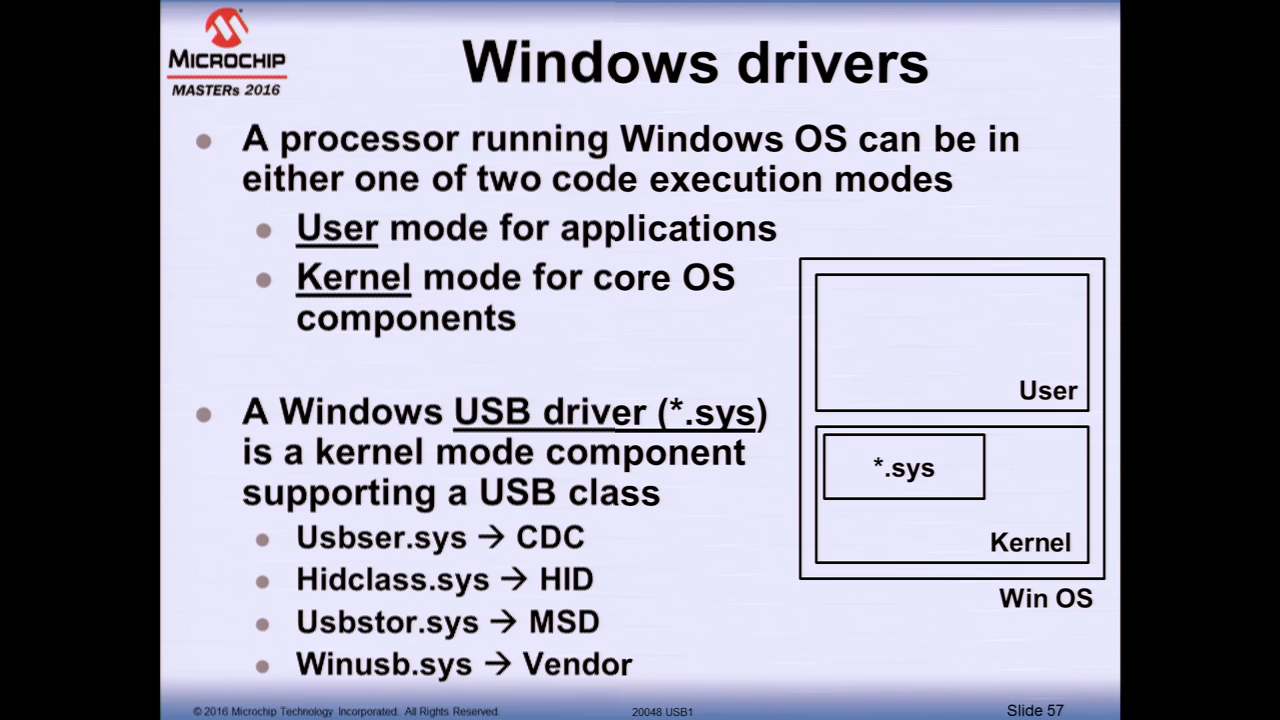 MICROCHIP
MASTERs 2016
Windows drivers
A processor running Windows OS can be in
either one of two code execution modes
User mode for applications
Kernel mode for core OS
components
A Windows USB driver (*.sys)
is a kernel mode component
supporting a USB class
Usbser.sys → CDC
Hidclass.sys → HID
Usbstor.sys → MSD
Winusb.sys → Vendor
User
*.sys
Kernel
Win OS
© 2016 Microchip Technology Incorporated. All Rights Reserved.
20048 USB1
Slide 57